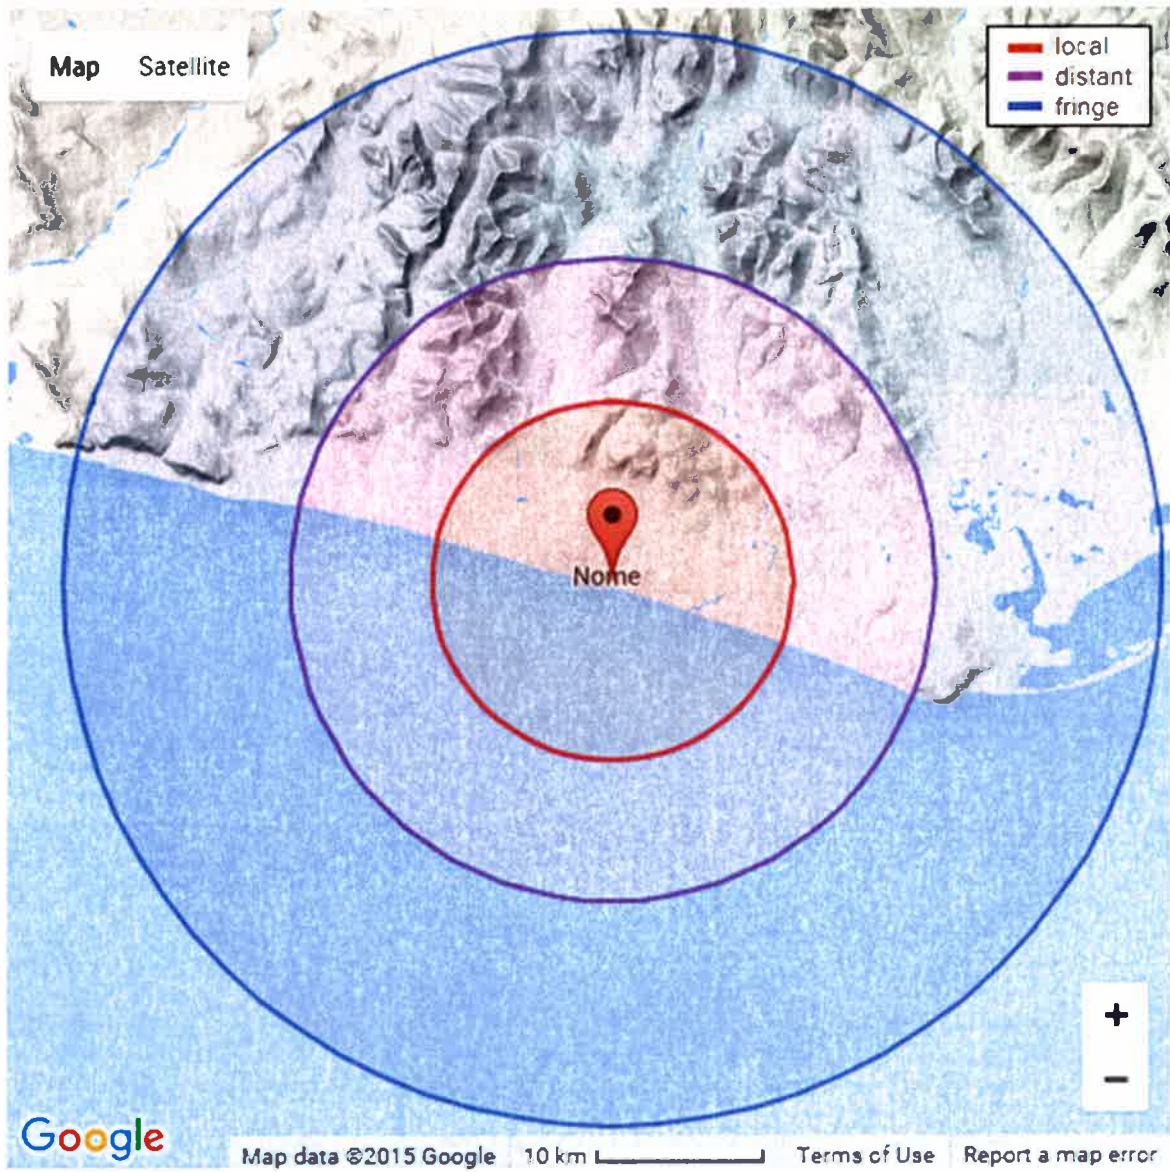 Map Satellite
local
distant
fringe
Nome
+
−
Google
Map data ©2015 Google 10 km Terms of Use Report a map error